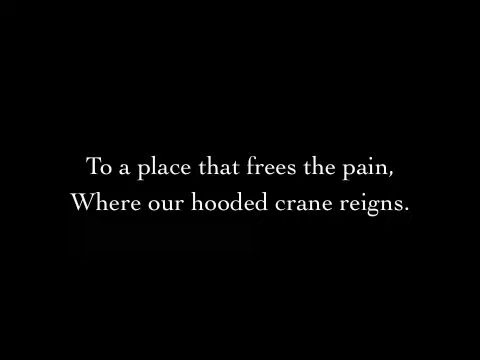 To a place that frees the pain,
Where our hooded crane reigns.